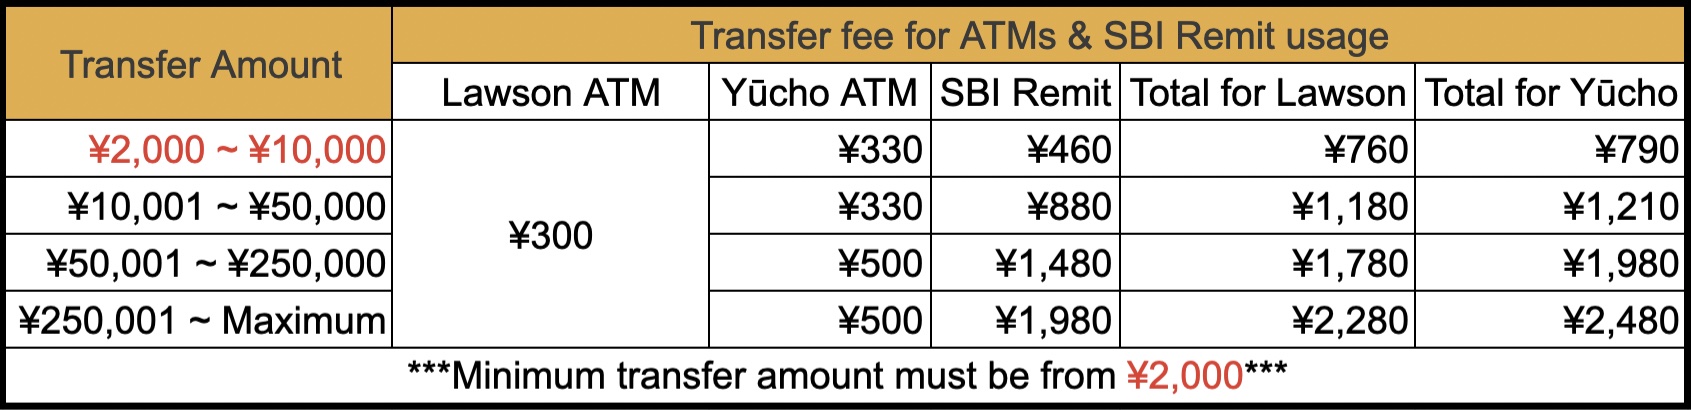 Transfer Amount
Transfer fee for ATMs & SBI Remit usage
Lawson ATM Yūcho ATM SBI Remit Total for Lawson Total for Yūcho
¥2,000 ~ ¥10,000 ¥330 ¥460 ¥760 ¥790
¥10,001 ~ ¥50,000 ¥330 ¥880 ¥1,180 ¥1,210
¥300
¥50,001 ~ ¥250,000 ¥500 ¥1,480 ¥1,780 ¥1,980
¥250,001 ~ Maximum ¥500 ¥1,980 ¥2,280 ¥2,480
***Minimum transfer amount must be from ¥2,000***